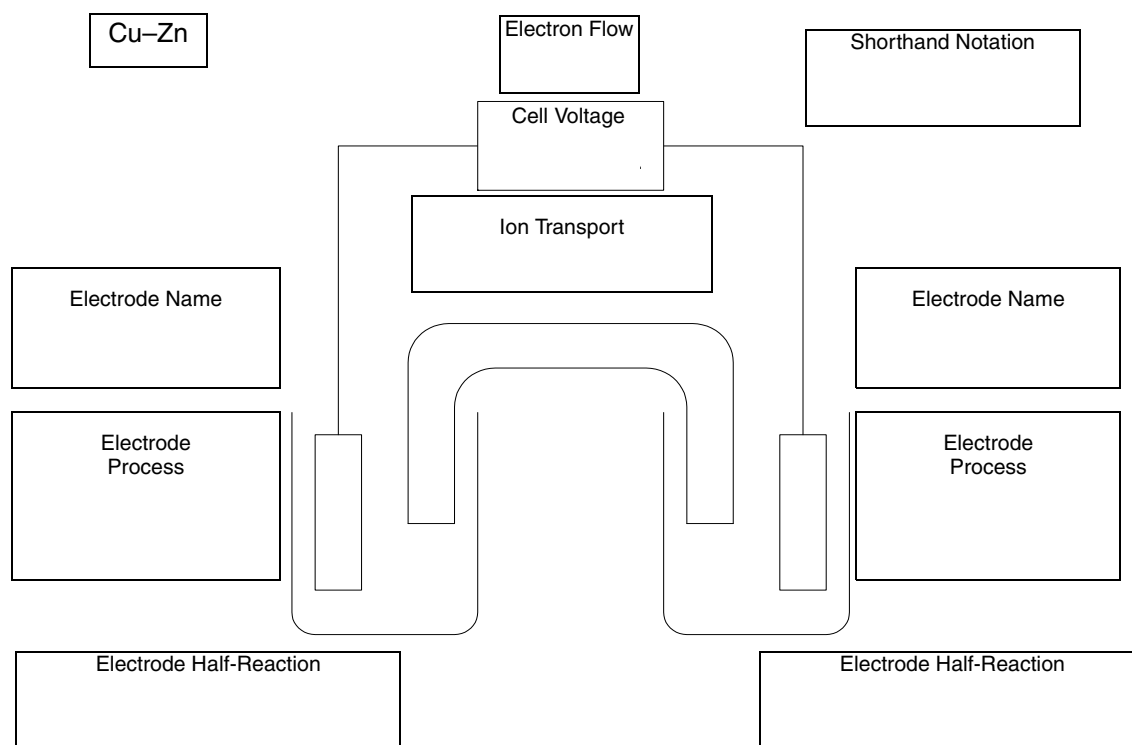 Cu–Zn
Electron Flow
Shorthand Notation
Cell Voltage
Ion Transport
Electrode Name
Electrode Name
Electrode
Process
Electrode
Process
Electrode Half-Reaction
Electrode Half-Reaction